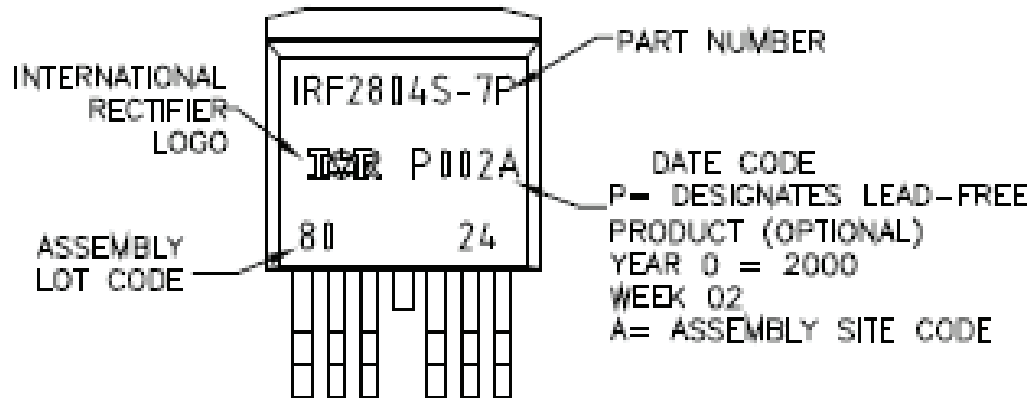 PART NUMBER
INTERNATIONAL
RECTIFIER
LOGO
IRF2804S-7P
IOR P002A
DATE CODE
P= DESIGNATES LEAD-FREE
PRODUCT (OPTIONAL)
YEAR 0 = 2000
WEEK 02
A= ASSEMBLY SITE CODE
ASSEMBLY
LOT CODE
80 24